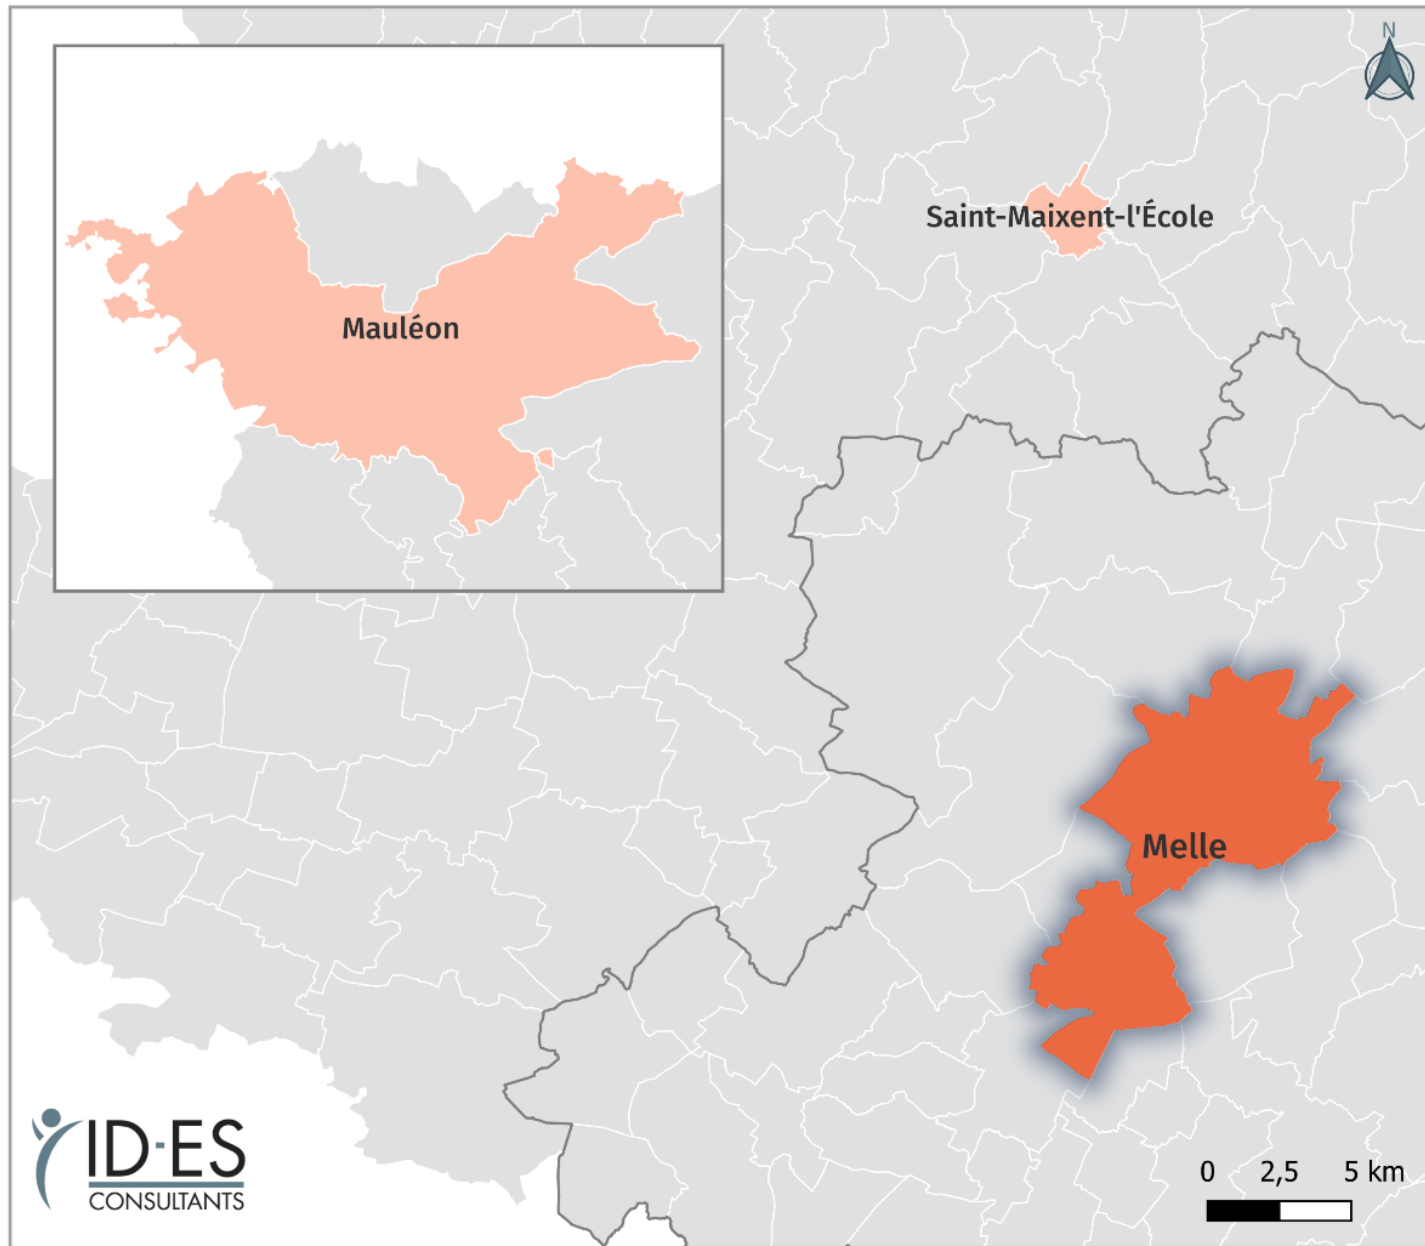 N
Saint-Maixent-l'École
Mauléon
Melle
ID-ES
CONSULTANTS
0 2,5 5 km